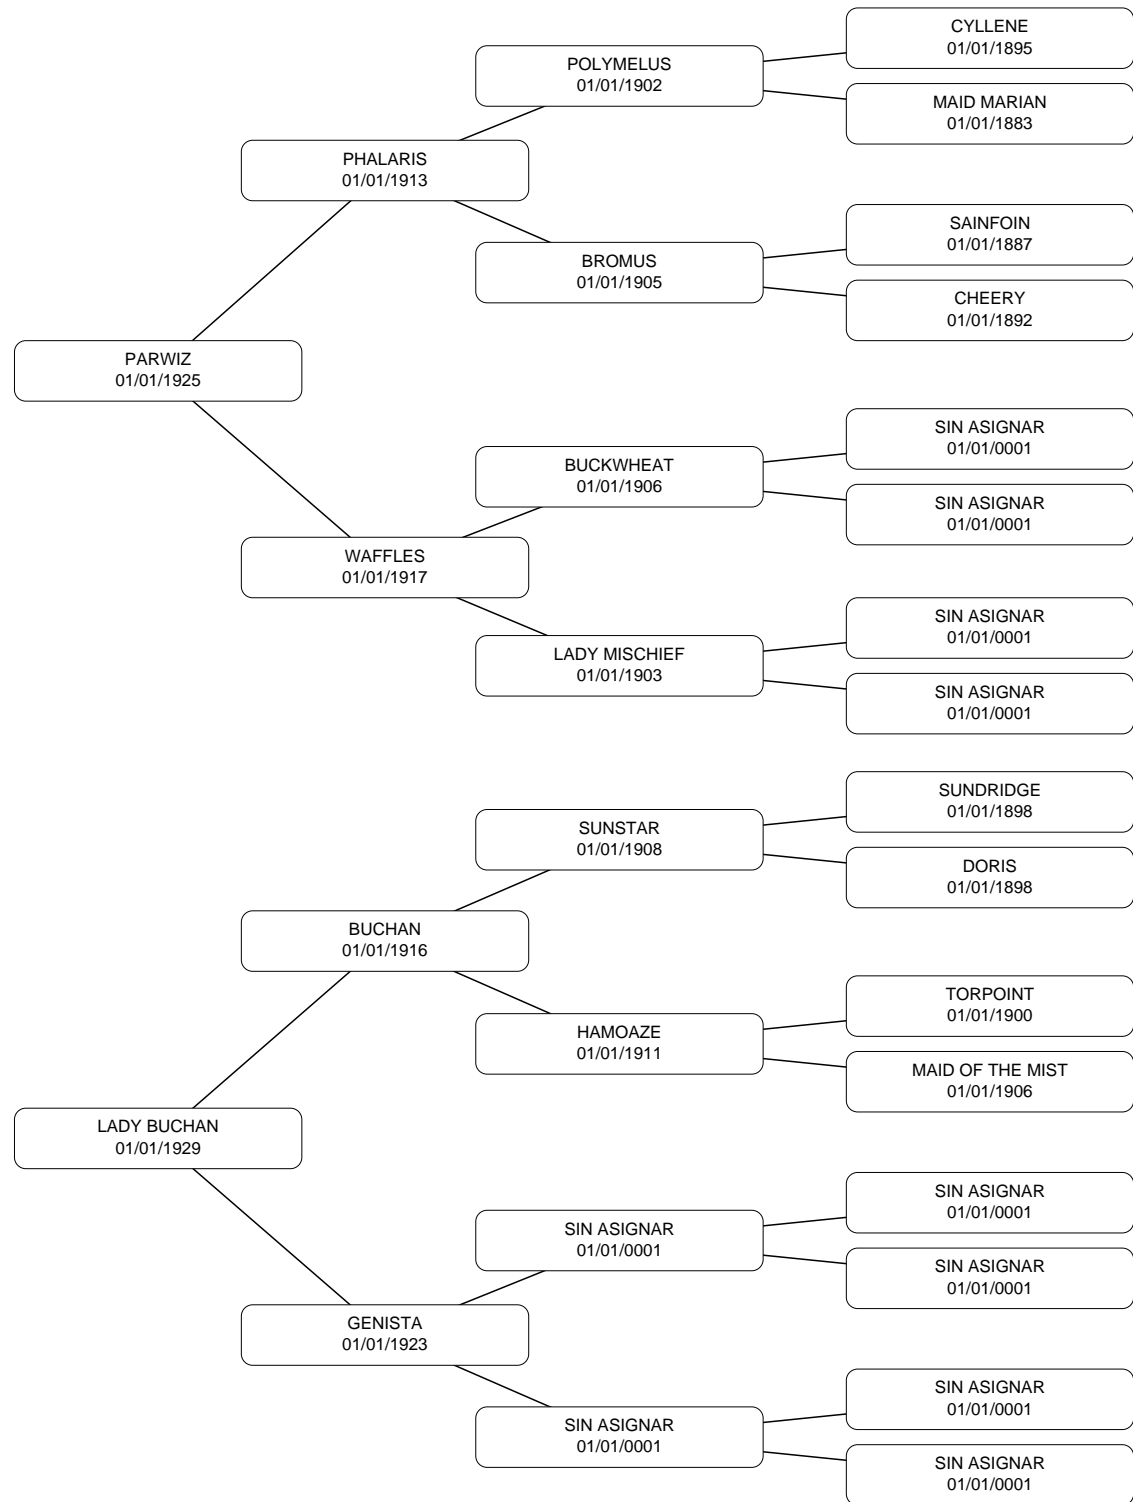 CYLLENE
01/01/1895
POLYMELUS
01/01/1902
MAID MARIAN
01/01/1883
PHALARIS
01/01/1913
SAINFOIN
01/01/1887
BROMUS
01/01/1905
CHEERY
01/01/1892
PARWIZ
01/01/1925
SIN ASIGNAR
01/01/0001
BUCKWHEAT
01/01/1906
SIN ASIGNAR
01/01/0001
WAFFLES
01/01/1917
SIN ASIGNAR
01/01/0001
LADY MISCHIEF
01/01/1903
SIN ASIGNAR
01/01/0001
SUNDRIDGE
01/01/1898
SUNSTAR
01/01/1908
DORIS
01/01/1898
BUCHAN
01/01/1916
TORPOINT
01/01/1900
HAMOAZE
01/01/1911
MAID OF THE MIST
01/01/1906
LADY BUCHAN
01/01/1929
SIN ASIGNAR
01/01/0001
SIN ASIGNAR
01/01/0001
SIN ASIGNAR
01/01/0001
GENISTA
01/01/1923
SIN ASIGNAR
01/01/0001
SIN ASIGNAR
01/01/0001
SIN ASIGNAR
01/01/0001